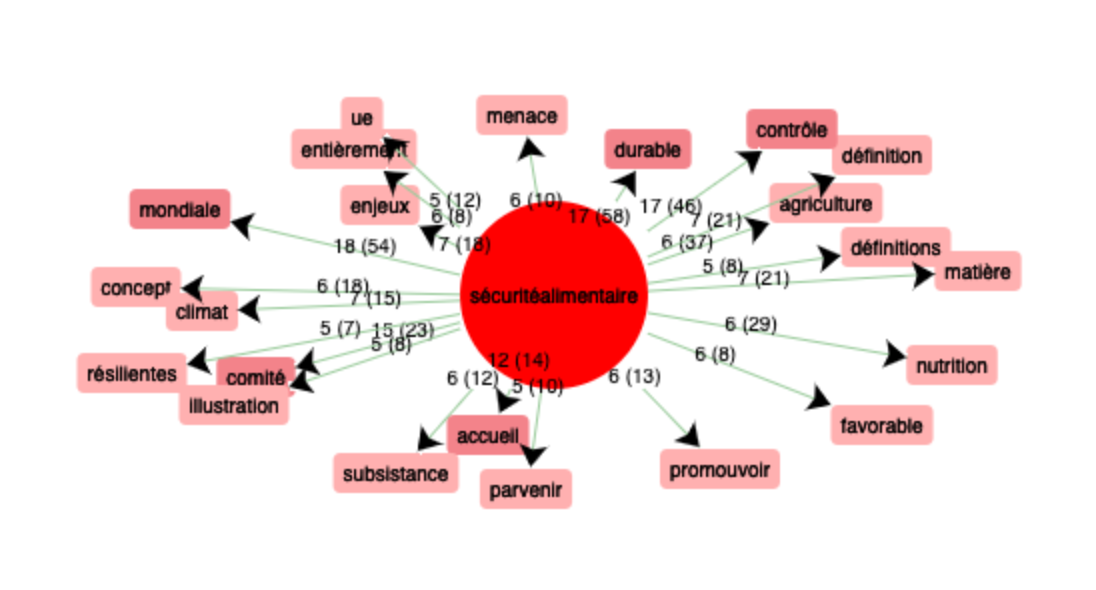 ue
menace
entièrement
durable
contrôle
définition
enjeux
5 (12)
6 (8)
6 (10)
17 (58)
17 (46)
7 (21)
agriculture
mondiale
18 (54)
7 (18)
6 (37)
définitions
5 (8)
7 (21)
matière
concept
6 (18)
7 (15)
climat
sécuritéalimentaire
5 (7)
15 (23)
5 (8)
6 (29)
6 (8)
nutrition
résilientes
comité
illustration
12 (14)
6 (12)
5 (10)
6 (13)
accueil
favorable
subsistance
parvenir
promouvoir